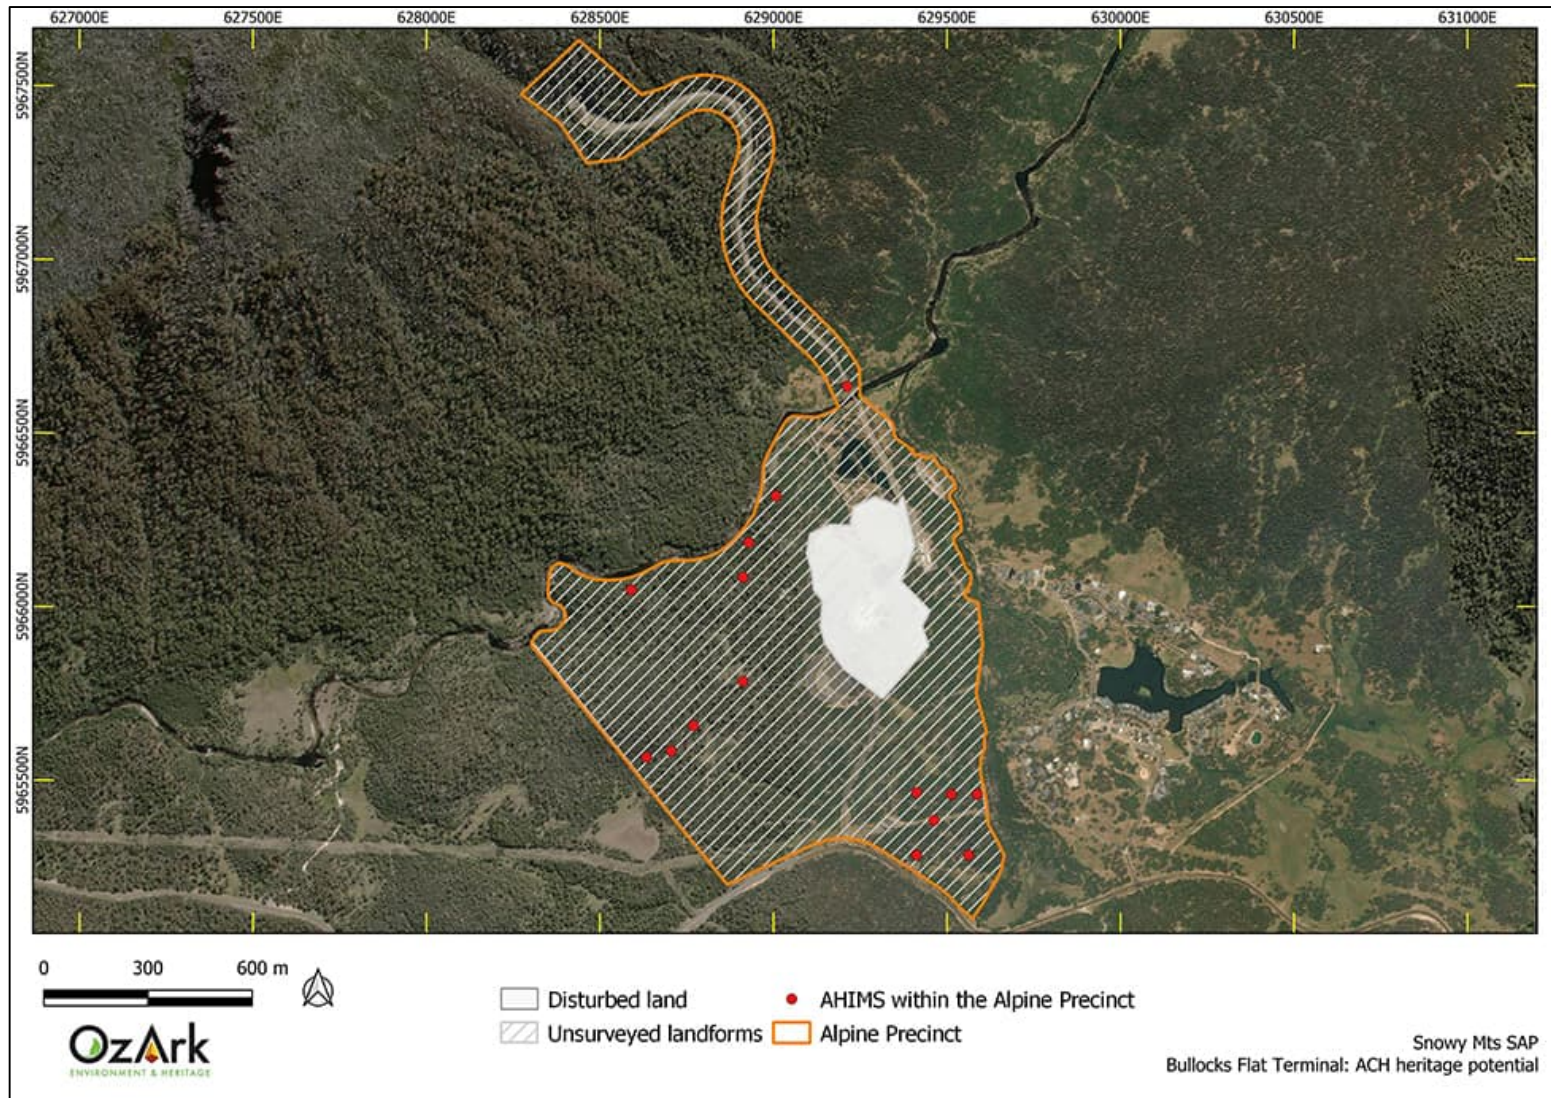 627000E 627500E 628000E 628500E 629000E 629500E 630000E 630500E 631000E
5967500N
5967000N
5966500N
5966000N
5965500N
0 300 600 m
Disturbed land
AHIMS within the Alpine Precinct
Unsurveyed landforms
Alpine Precinct
OzArk
ENVIRONMENT & HERITAGE
Snowy Mts SAP
Bullocks Flat Terminal: ACH heritage potential